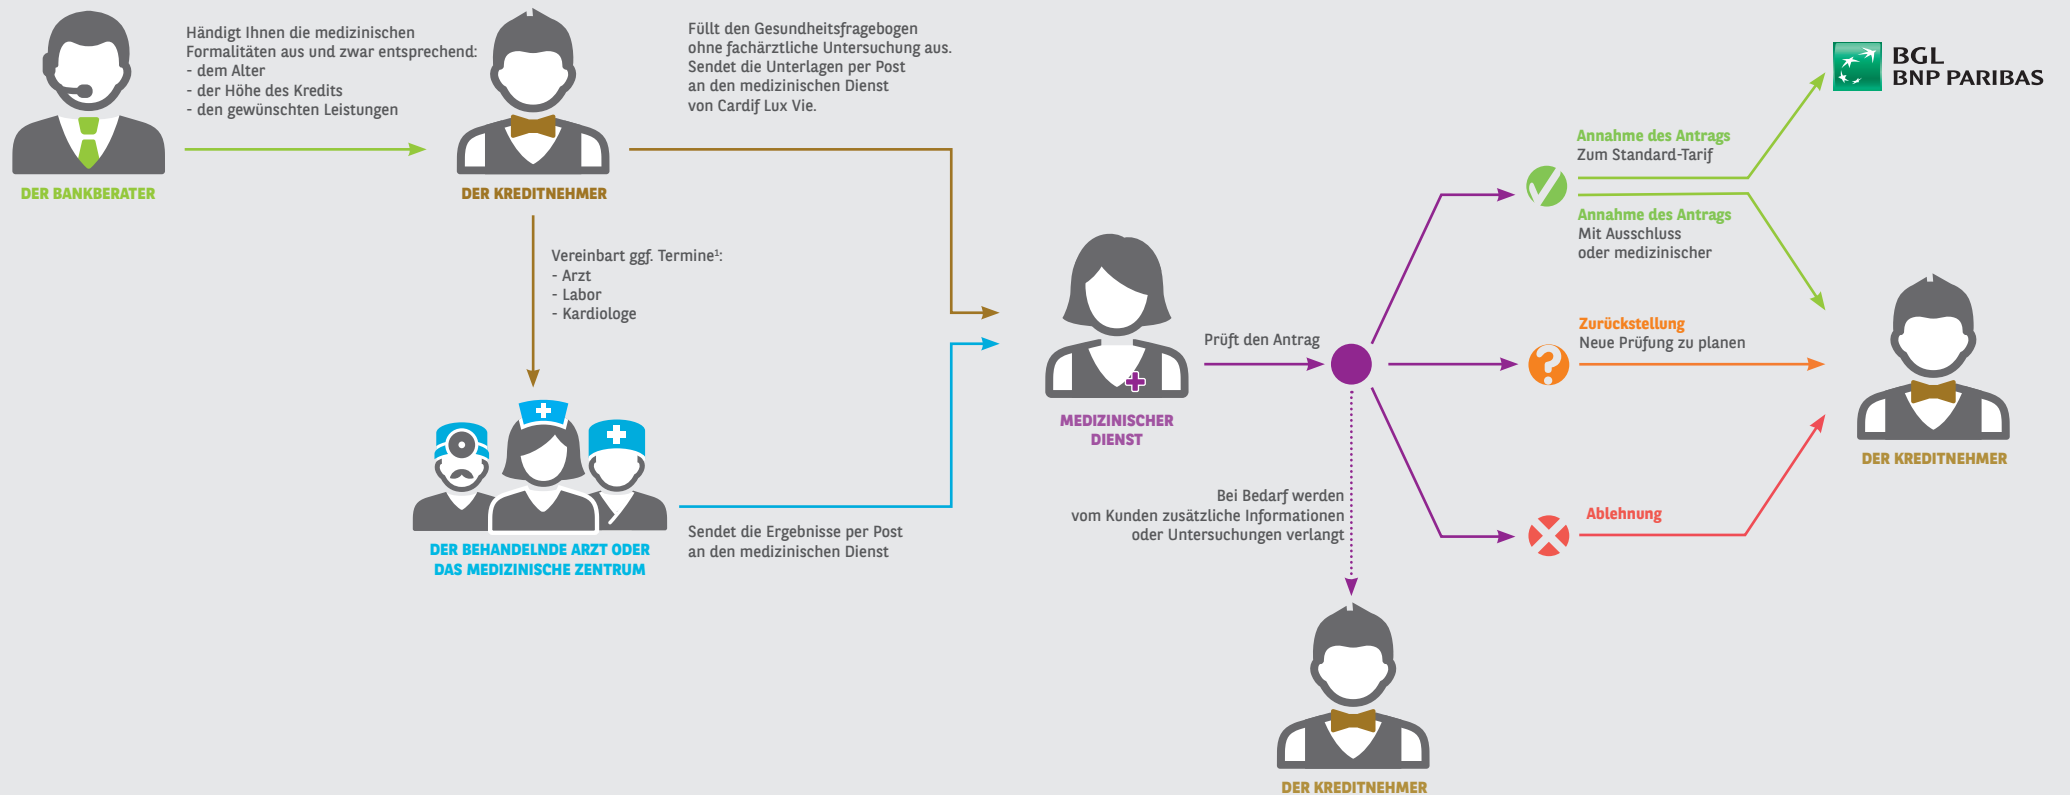 Händigt Ihnen die medizinischen
Formalitäten aus und zwar entsprechend:
- dem Alter
- der Höhe des Kredits
- den gewünschten Leistungen
DER BANKBERATER
DER KREDITNEHMER
Füllt den Gesundheitsfragebogen
ohne fachärztliche Untersuchung aus.
Sendet die Unterlagen per Post
an den medizinischen Dienst
von Cardif Lux Vie.
Vereinbart ggf. Termine¹:
- Arzt
- Labor
- Kardiologe
DER BEHANDELNDE ARZT ODER
DAS MEDIZINISCHE ZENTRUM
Sendet die Ergebnisse per Post
an den medizinischen Dienst
MEDIZINISCHER
DIENST
Prüft den Antrag
Bei Bedarf werden
vom Kunden zusätzliche Informationen
oder Untersuchungen verlangt
DER KREDITNEHMER
Annahme des Antrags
Zum Standard-Tarif
Annahme des Antrags
Mit Ausschluss
oder medizinischer
Zurückstellung
Neue Prüfung zu planen
Ablehnung
BGL
BNP PARIBAS
DER KREDITNEHMER